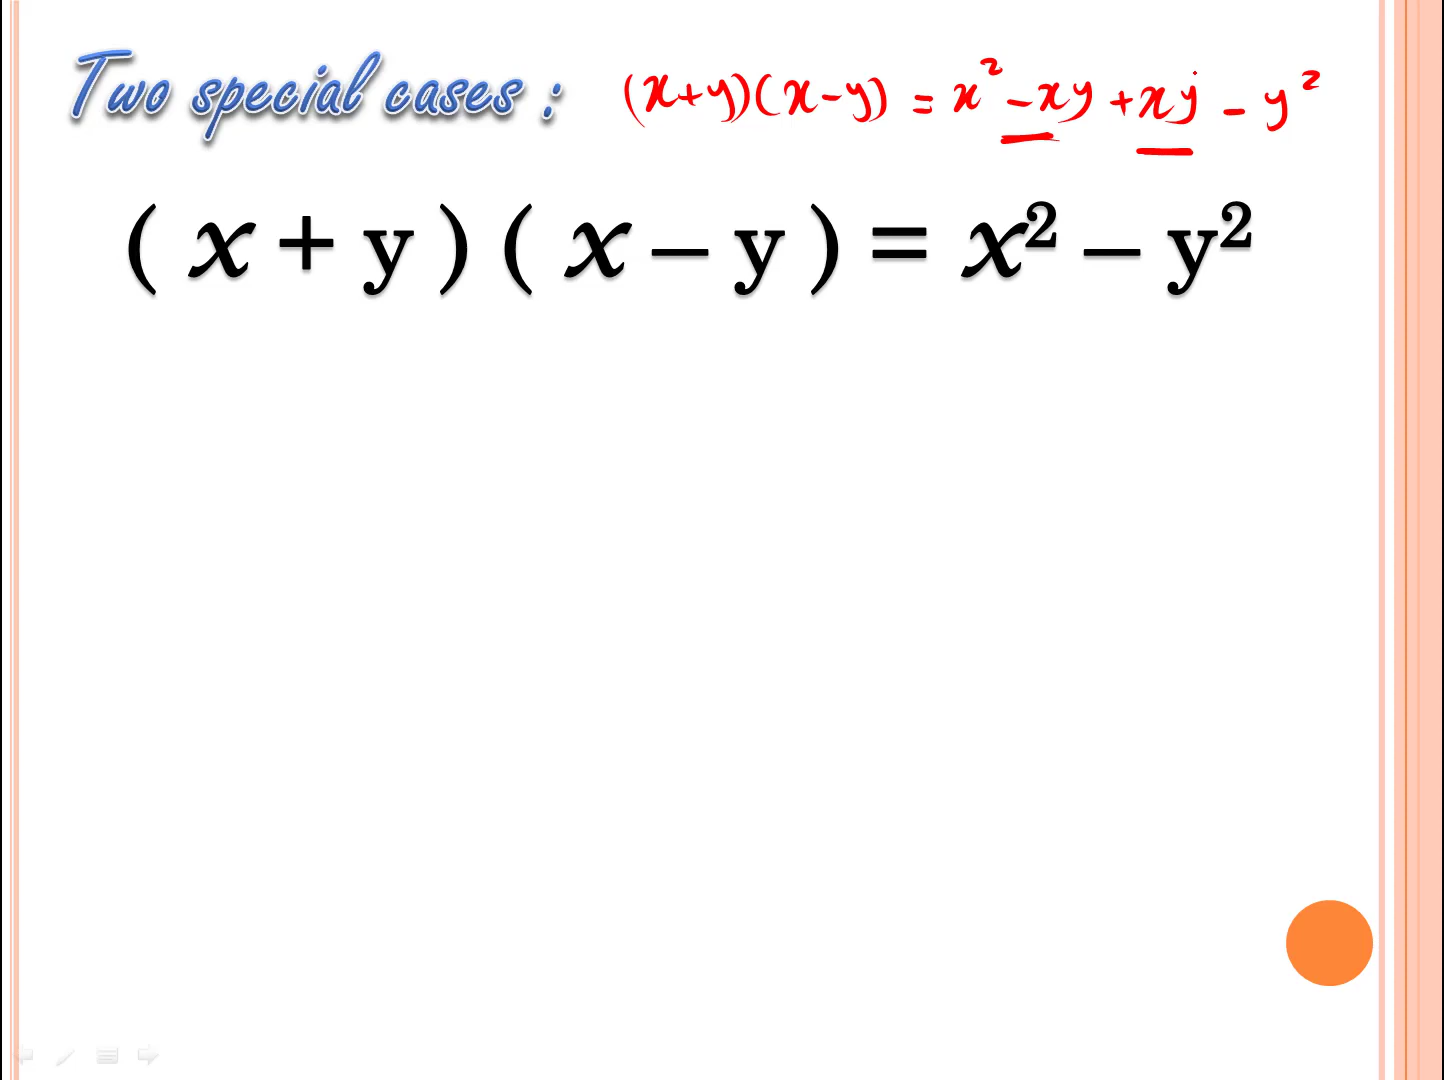 Two special cases : (x+y)(x-y) = x² -xy +xy - y²
( x + y ) ( x – y ) = x² – y²